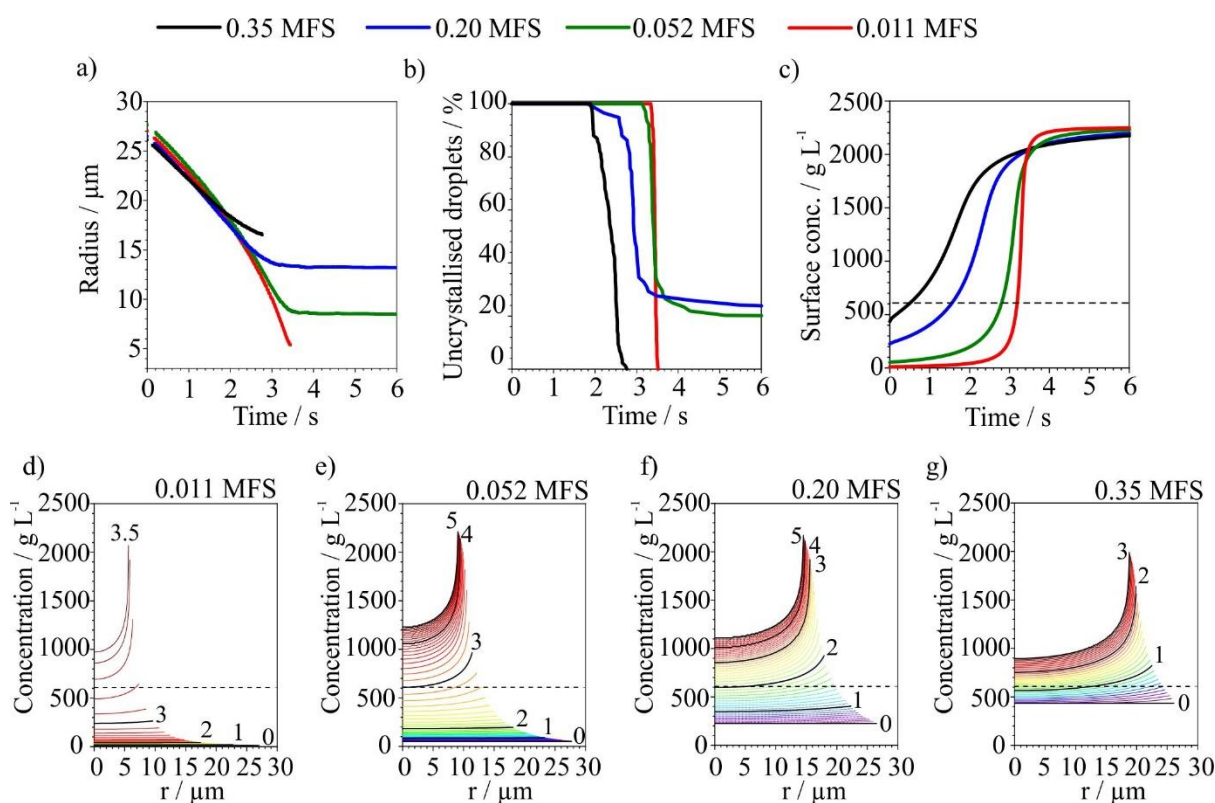 0.35 MFS 0.20 MFS 0.052 MFS 0.011 MFS
a) b) c)
30
25
20
15
10
5
Radius / μm
0 1 2 3 4 5 6
Time / s
100
80
60
40
20
0
Uncrystallised droplets / %
0 1 2 3 4 5 6
Time / s
2500
2000
1500
1000
500
0
Surface conc. / g L⁻¹
0 1 2 3 4 5 6
Time / s
d) 0.011 MFS
2500
2000
1500
1000
500
0
Concentration / g L⁻¹
3.5
3
2 1 0
0 5 10 15 20 25 30
r / μm
e) 0.052 MFS
2500
2000
1500
1000
500
0
Concentration / g L⁻¹
5 4
3
2 1 0
0 5 10 15 20 25 30
r / μm
f) 0.20 MFS
2500
2000
1500
1000
500
0
Concentration / g L⁻¹
5 4
3
2
1
0
0 5 10 15 20 25 30
r / μm
g) 0.35 MFS
2500
2000
1500
1000
500
0
Concentration / g L⁻¹
3
2
1
0
0 5 10 15 20 25 30
r / μm